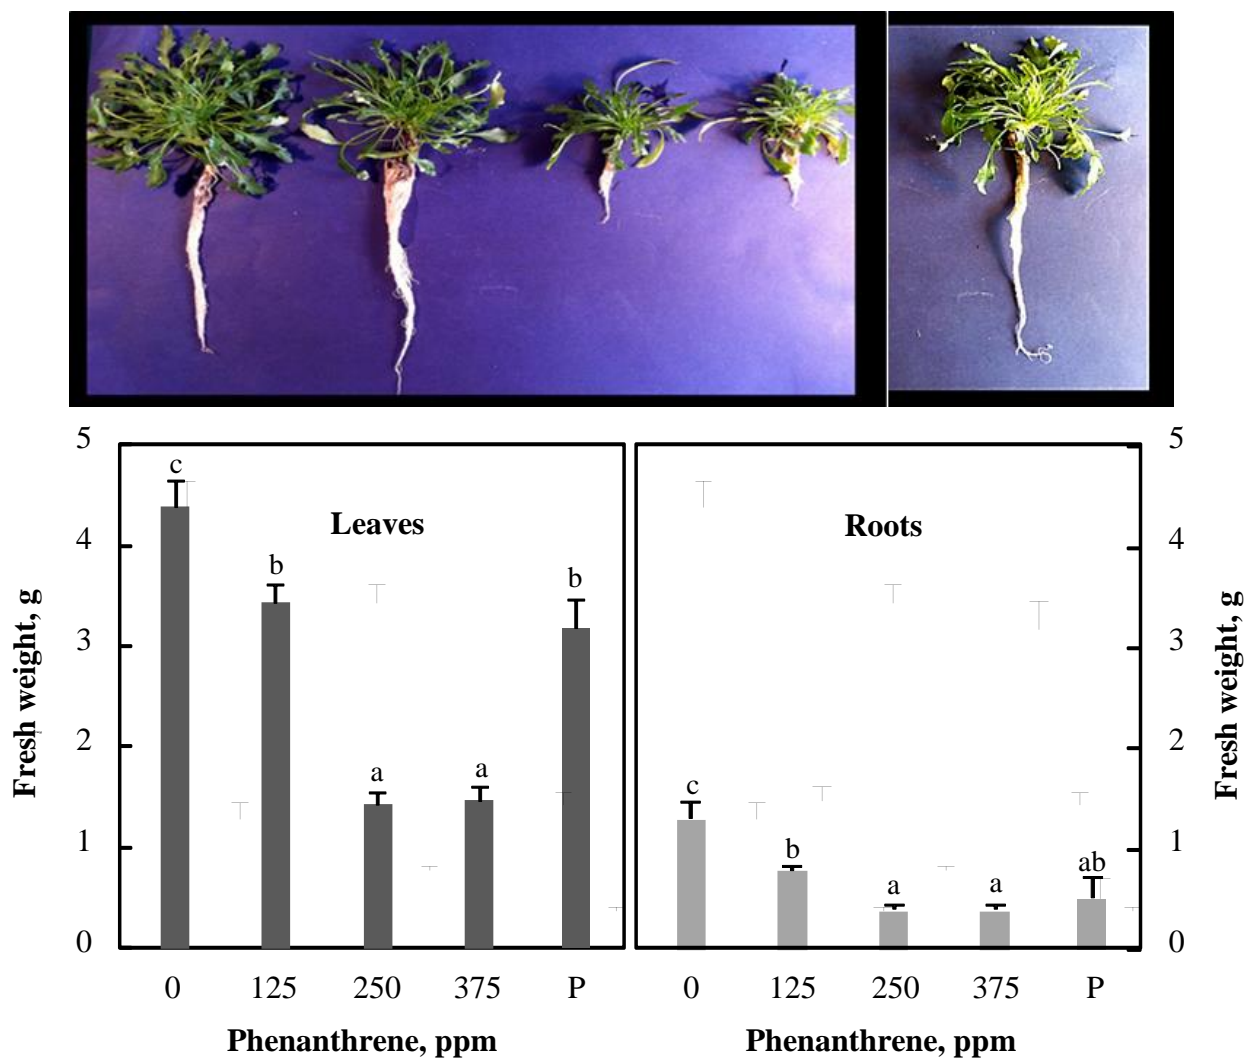 5
5
c
Leaves
Roots
4
4
b
b
3
3
2
2
a
a
c
1
1
b
ab
a
a
0
0
0 125 250 375 P
0 125 250 375 P
Phenanthrene, ppm
Phenanthrene, ppm
Fresh weight, g
Fresh weight, g